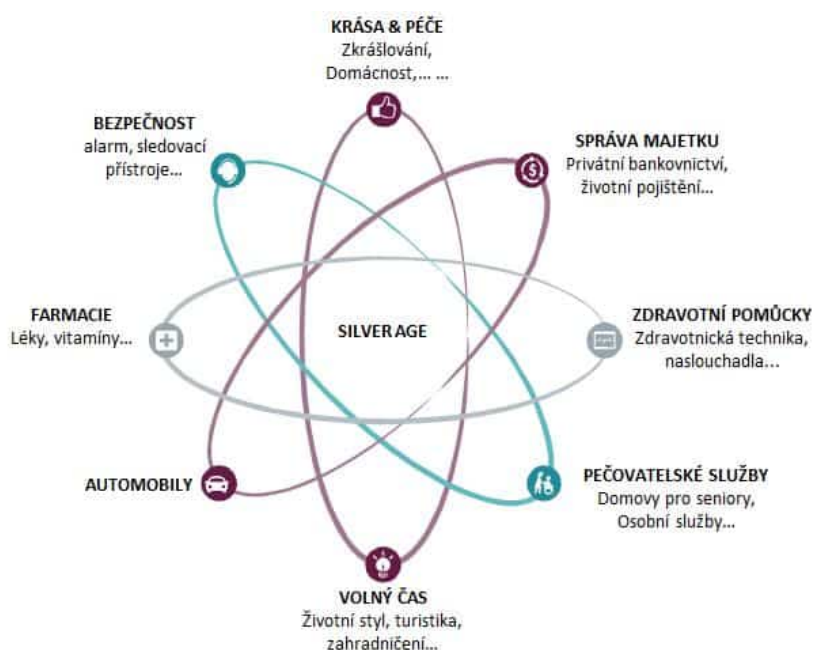 KRÁSA & PÉČE
Zkrášlování,
Domácnost,... ...
BEZPEČNOST
alarm, sledovací
přístroje...
SPRÁVA MAJETKU
Privátní bankovnictví,
životní pojištění...
FARMACIE
Léky, vitamíny...
SILVER AGE
ZDRAVOTNÍ POMŮCKY
Zdravotnická technika,
naslouchadla...
AUTOMOBILY
PEČOVATELSKÉ SLUŽBY
Domovy pro seniory,
Osobní služby...
VOLNÝ ČAS
Životní styl, turistika,
zahradničení...